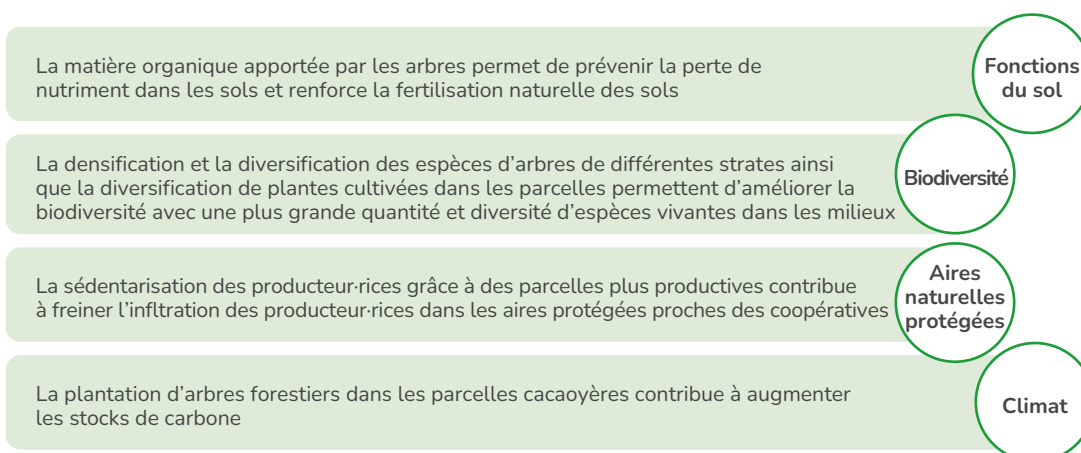 La matière organique apportée par les arbres permet de prévenir la perte de
nutriment dans les sols et renforce la fertilisation naturelle des sols
Fonctions
du sol
La densification et la diversification des espèces d'arbres de différentes strates ainsi
que la diversification de plantes cultivées dans les parcelles permettent d'améliorer la
biodiversité avec une plus grande quantité et diversité d'espèces vivantes dans les milieux
Biodiversité
La sédentarisation des producteur·rices grâce à des parcelles plus productives contribue
à freiner l'infltration des producteur·rices dans les aires protégées proches des coopératives
Aires
naturelles
protégées
La plantation d'arbres forestiers dans les parcelles cacaoyères contribue à augmenter
les stocks de carbone
Climat